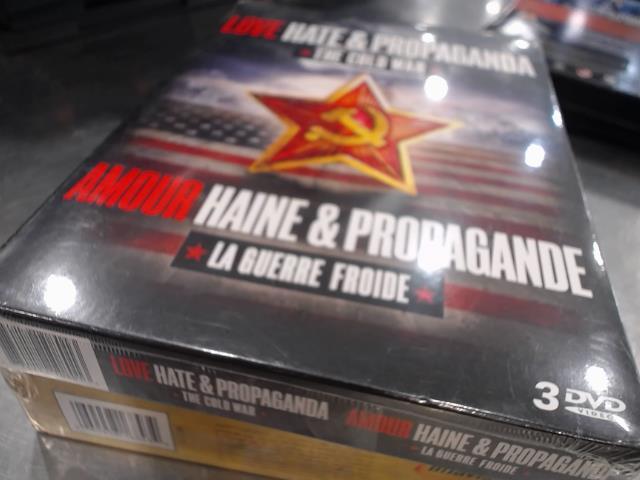 LOVE HATE & PROPAGANDA
THE COLD WAR
AMOUR HAINE & PROPAGANDE
LA GUERRE FROIDE
3 DVD
VIDEO
LOVE HATE & PROPAGANDA
THE COLD WAR
AMOUR HAINE & PROPAGANDE
LA GUERRE FROIDE